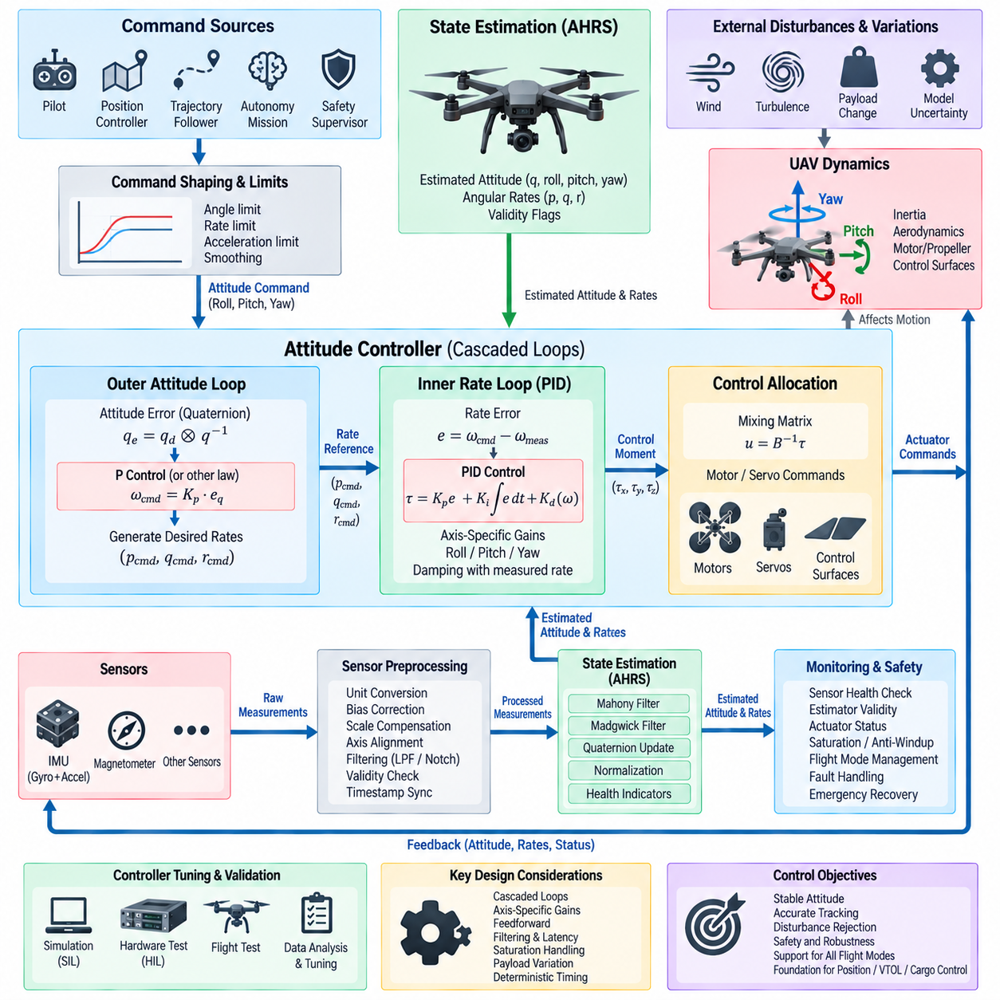 Command Sources
Pilot
Position
Controller
Trajectory
Follower
Autonomy
Mission
Safety
Supervisor
State Estimation (AHRS)
Estimated Attitude (q, roll, pitch, yaw)
Angular Rates (p, q, r)
Validity Flags
External Disturbances & Variations
Wind
Turbulence
Payload
Change
Model
Uncertainty
Command Shaping & Limits
Angle limit
Rate limit
Acceleration limit
Smoothing
UAV Dynamics
Yaw
Pitch
Roll
Inertia
Aerodynamics
Motor/Propeller
Control Surfaces
Attitude Command
(Roll, Pitch, Yaw)
Estimated Attitude & Rates
Affects Motion
Attitude Controller (Cascaded Loops)
Outer Attitude Loop
Attitude Error (Quaternion)
q_e = q_d ⊗ q^{-1}
P Control (or other law)
ω_cmd = K_p · e_q
Generate Desired Rates
(p_cmd, q_cmd, r_cmd)
Rate
Reference
(p_cmd,
q_cmd,
r_cmd)
Inner Rate Loop (PID)
Rate Error
e = ω_cmd − ω_meas
PID Control
τ = K_p e + K_i ∫ e dt + K_d(ω)
Axis-Specific Gains
Roll / Pitch / Yaw
Damping with measured rate
Control
Moment
(τ_x, τ_y, τ_z)
Control Allocation
Mixing Matrix
u = B^{-1} τ
Motor / Servo Commands
Motors
Servos
Control
Surfaces
Actuator
Commands
Estimated
Attitude & Rates
Sensors
IMU
(Gyro+Accel)
Magnetometer
Other Sensors
Raw
Measurements
Sensor Preprocessing
Unit Conversion
Bias Correction
Scale Compensation
Axis Alignment
Filtering (LPF / Notch)
Validity Check
Timestamp Sync
Processed
Measurements
State Estimation
(AHRS)
Mahony Filter
Madgwick Filter
Quaternion Update
Normalization
Health Indicators
Estimated
Attitude & Rates
Monitoring & Safety
Sensor Health Check
Estimator Validity
Actuator Status
Saturation / Anti-Windup
Flight Mode Management
Fault Handling
Emergency Recovery
Feedback (Attitude, Rates, Status)
Controller Tuning & Validation
Simulation
(SIL)
Hardware Test
(HIL)
Flight Test
Data Analysis
& Tuning
Key Design Considerations
Cascaded Loops
Axis-Specific Gains
Feedforward
Filtering & Latency
Saturation Handling
Payload Variation
Deterministic Timing
Control Objectives
Stable Attitude
Accurate Tracking
Disturbance Rejection
Safety and Robustness
Support for All Flight Modes
Foundation for Position / VTOL / Cargo Control